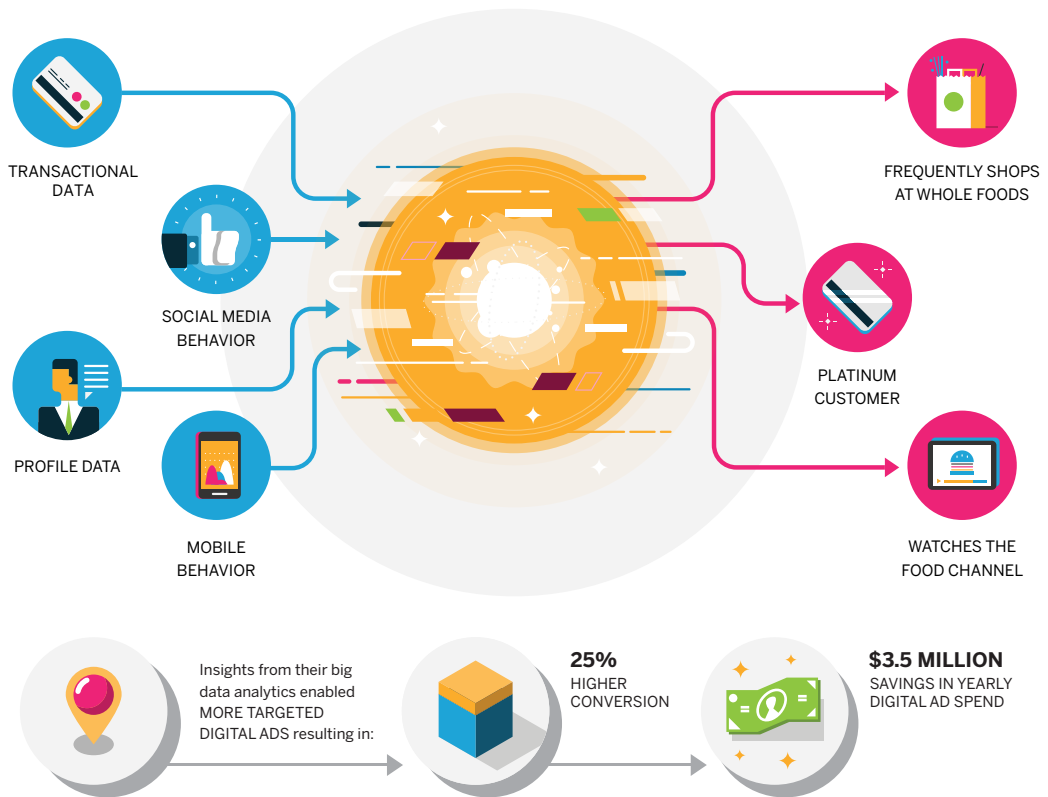 TRANSACTIONAL
DATA
SOCIAL MEDIA
BEHAVIOR
PROFILE DATA
MOBILE
BEHAVIOR
FREQUENTLY SHOPS
AT WHOLE FOODS
PLATINUM
CUSTOMER
WATCHES THE
FOOD CHANNEL
Insights from their big
data analytics enabled
MORE TARGETED
DIGITAL ADS resulting in:
25%
HIGHER
CONVERSION
$3.5 MILLION
SAVINGS IN YEARLY
DIGITAL AD SPEND